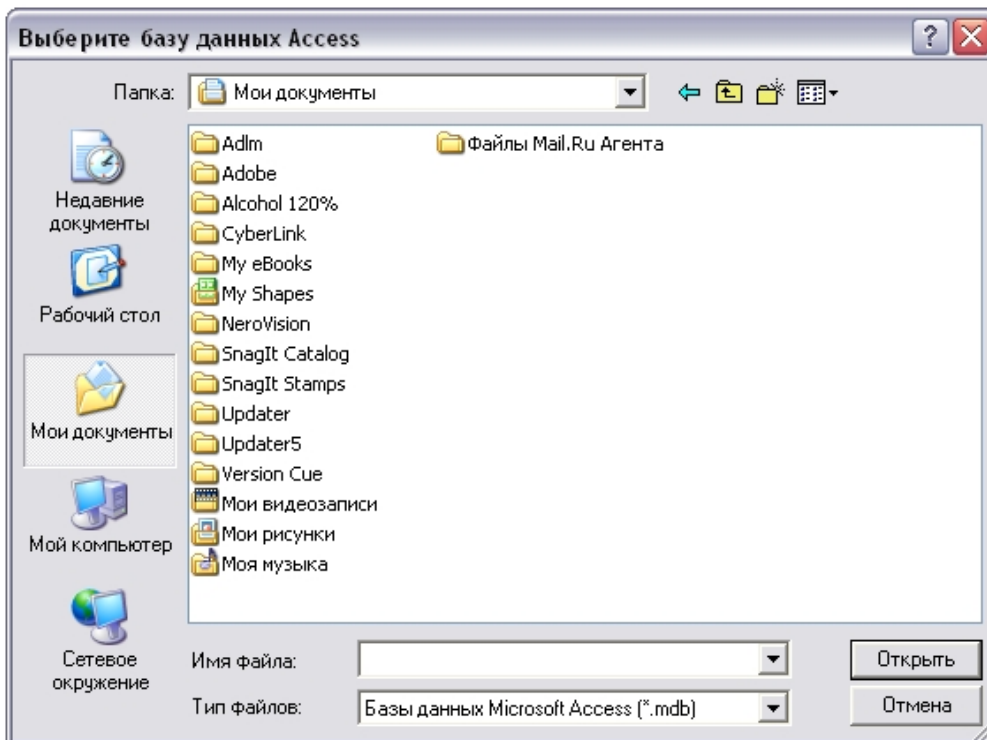 Выберите базу данных Access
Папка:
Мои документы
Недавние
документы
Рабочий стол
Мои документы
Мой компьютер
Сетевое
окружение
Adlm
Adobe
Alcohol 120%
CyberLink
My eBooks
My Shapes
NeroVision
SnagIt Catalog
SnagIt Stamps
Updater
Updater5
Version Cue
Мои видеозаписи
Мои рисунки
Моя музыка
Файлы Mail.Ru Агента
Имя файла:
Открыть
Тип файлов:
Базы данных Microsoft Access (*.mdb)
Отмена